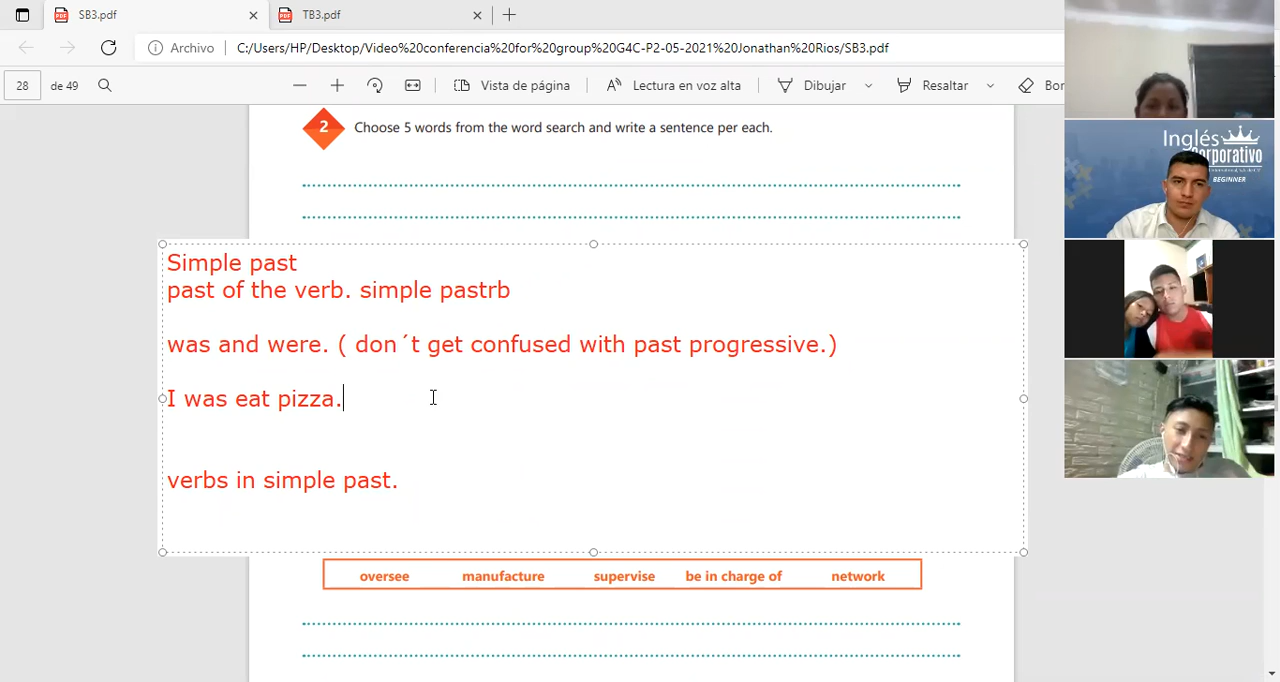 SB3.pdf
TB3.pdf
Archivo
C:/Users/HP/Desktop/Video%20conferencia%20for%20group%20G4C-P2-05-2021%20Jonathan%20Rios/SB3.pdf
28 de 49
Vista de página
Lectura en voz alta
Dibujar
Resaltar
Bor
2 Choose 5 words from the word search and write a sentence per each.
Simple past
past of the verb. simple pastrb
was and were. ( don´t get confused with past progressive.)
I was eat pizza.
verbs in simple past.
oversee manufacture supervise be in charge of network
Inglés
Corporativo
BEGINNER